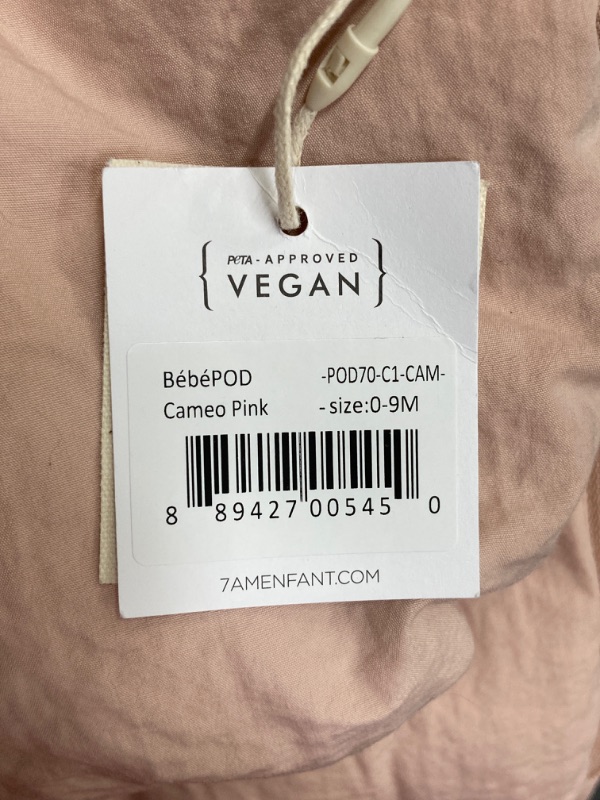 PETA - APPROVED
VEGAN
BébéPOD -POD70-C1-CAM-
Cameo Pink - size:0-9M
8 89427 00545 0
7AMENFANT.COM